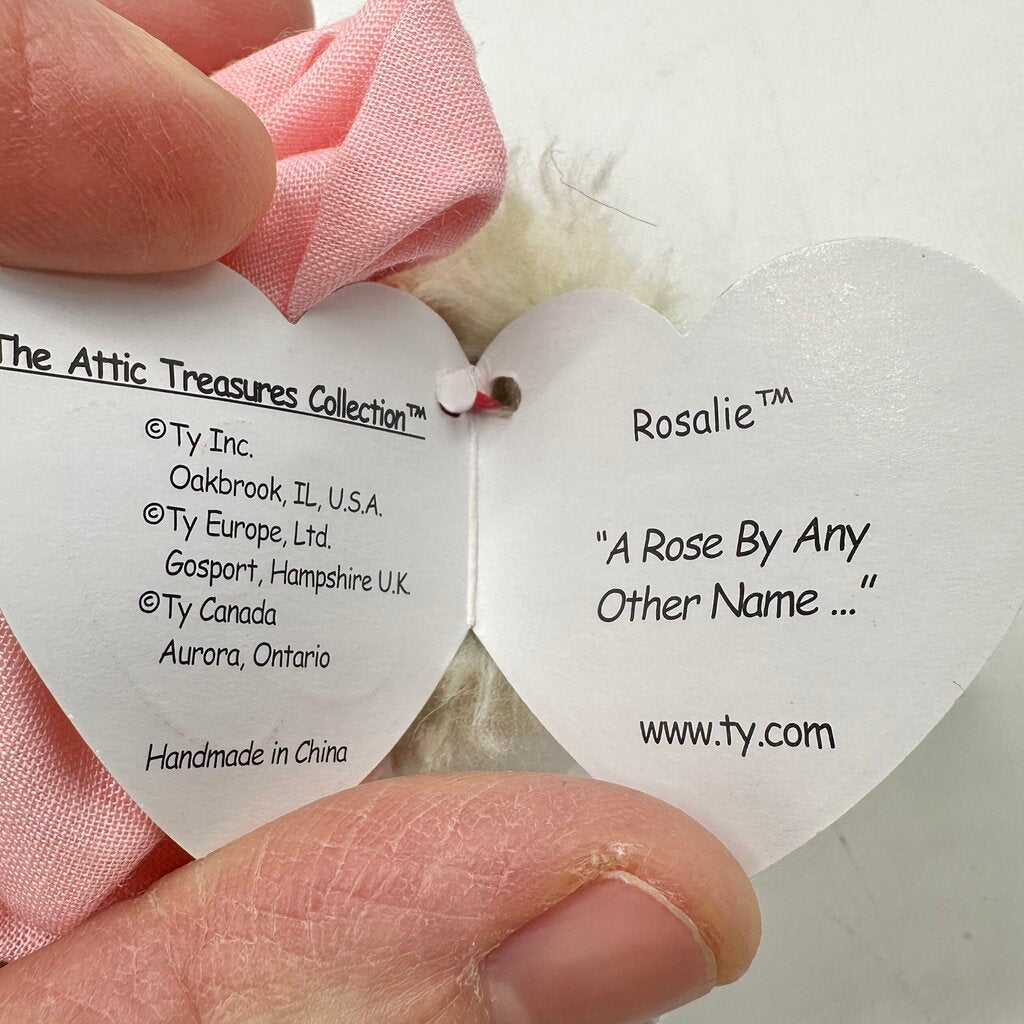 The Attic Treasures Collection™
©Ty Inc.
Oakbrook, IL, U.S.A.
©Ty Europe, Ltd.
Gosport, Hampshire U.K
©Ty Canada
Aurora, Ontario
Handmade in China
Rosalie™
"A Rose By Any
Other Name ..."
www.ty.com